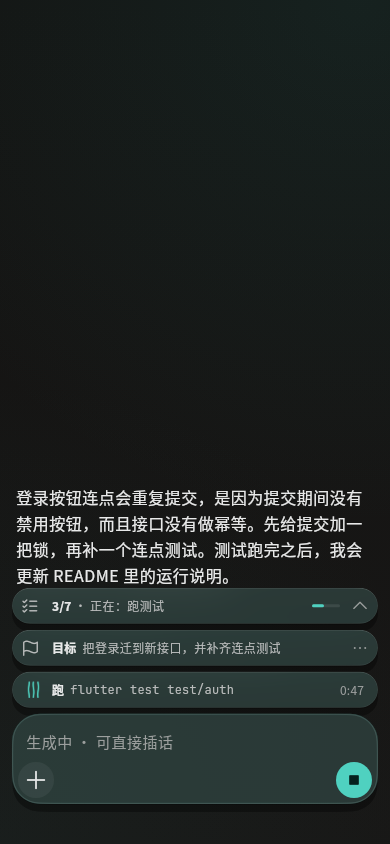 登录按钮连点会重复提交，是因为提交期间没有
禁用按钮，而且接口没有做幂等。先给提交加一
把锁，再补一个连点测试。测试跑完之后，我会
更新 README 里的运行说明。
3/7 · 正在：跑测试
目标 把登录迁到新接口，并补齐连点测试
跑 flutter test test/auth 0:47
生成中 · 可直接插话